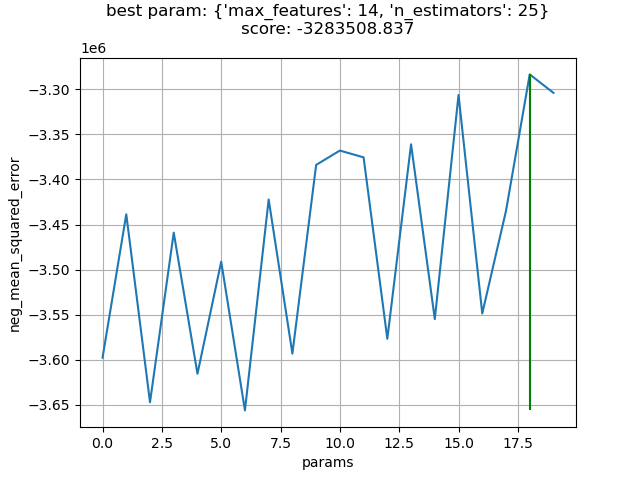 best param: {'max_features': 14, 'n_estimators': 25}
score: -3283508.837
1e6
−3.30
−3.35
−3.40
−3.45
−3.50
−3.55
−3.60
−3.65
neg_mean_squared_error
0.0 2.5 5.0 7.5 10.0 12.5 15.0 17.5
params